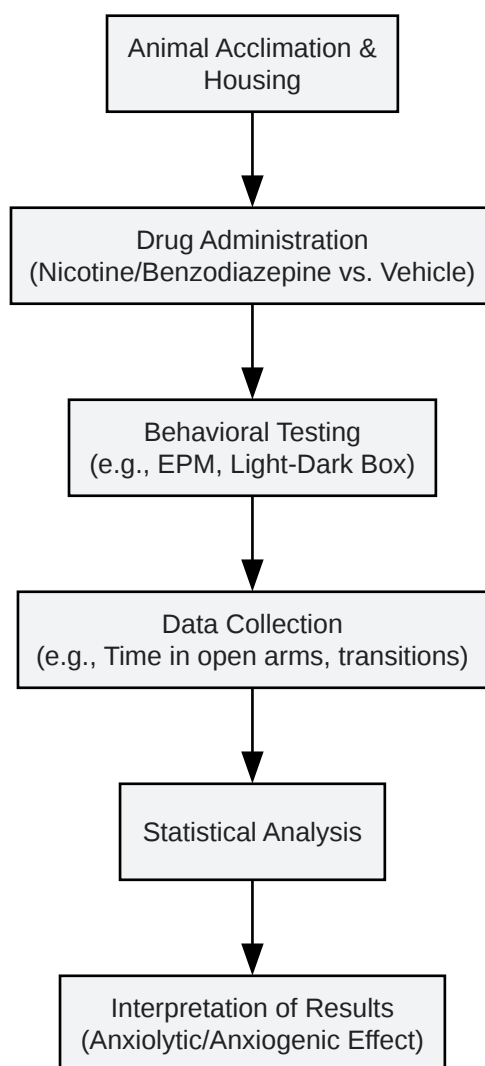 Animal Acclimation &
Housing
Drug Administration
(Nicotine/Benzodiazepine vs. Vehicle)
Behavioral Testing
(e.g., EPM, Light-Dark Box)
Data Collection
(e.g., Time in open arms, transitions)
Statistical Analysis
Interpretation of Results
(Anxiolytic/Anxiogenic Effect)